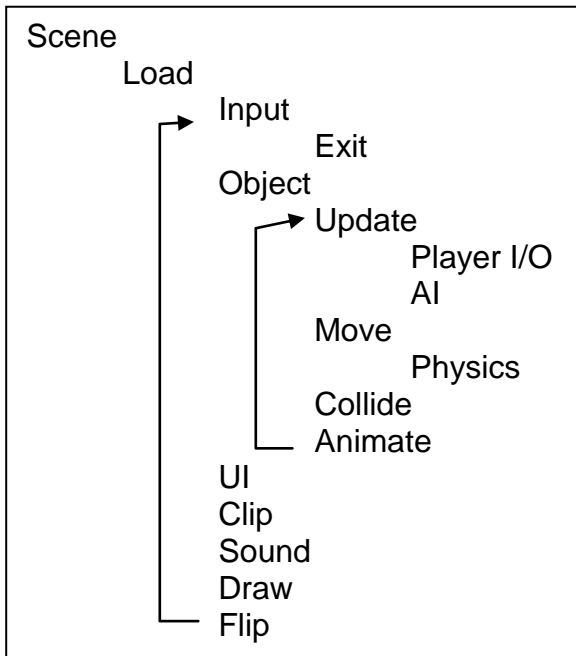 Scene
Load
Input
Exit
Object
Update
Player I/O
AI
Move
Physics
Collide
Animate
UI
Clip
Sound
Draw
Flip